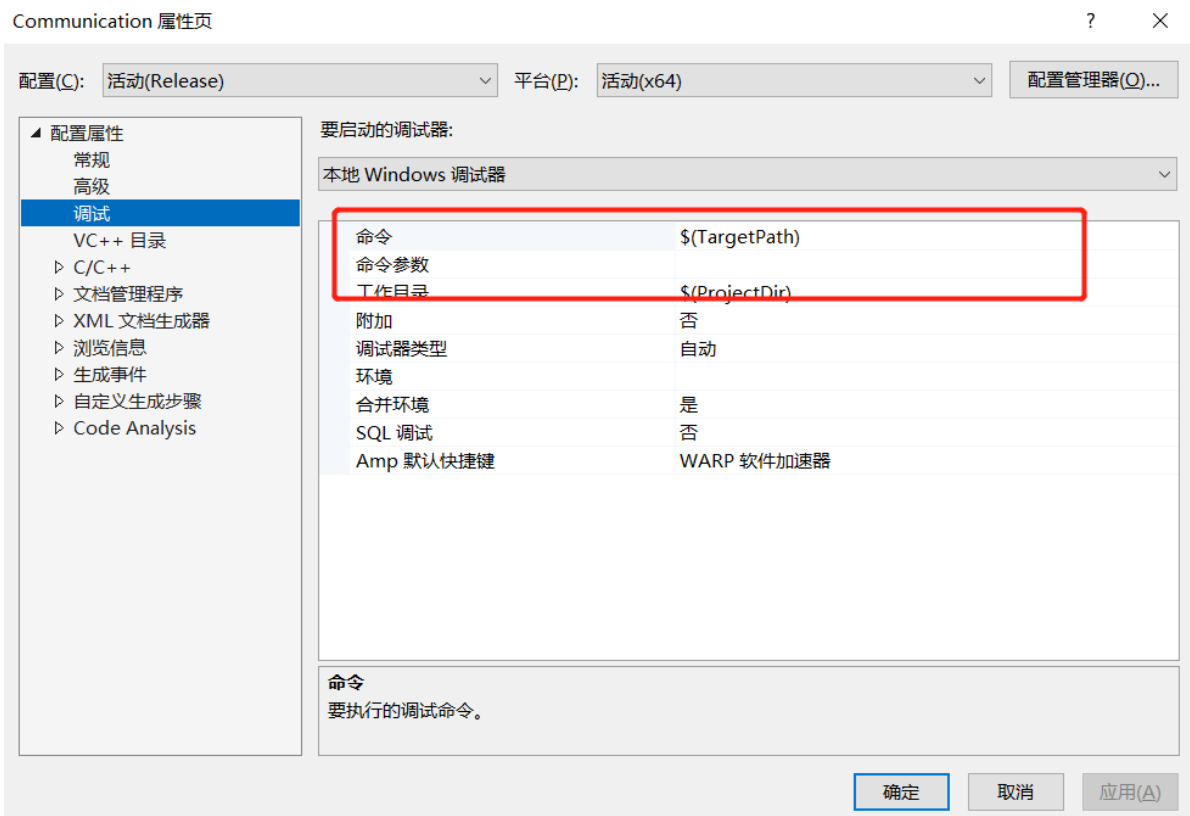 Communication 属性页
?
配置(C): 活动(Release) 平台(P): 活动(x64) 配置管理器(O)...
配置属性
常规
高级
调试
VC++ 目录
C/C++
文档管理程序
XML 文档生成器
浏览信息
生成事件
自定义生成步骤
Code Analysis
要启动的调试器:
本地 Windows 调试器
命令 $(TargetPath)
命令参数
工作目录 $(ProjectDir)
附加 否
调试器类型 自动
环境
合并环境 是
SQL 调试 否
Amp 默认快捷键 WARP 软件加速器
命令
要执行的调试命令。
确定 取消 应用(A)